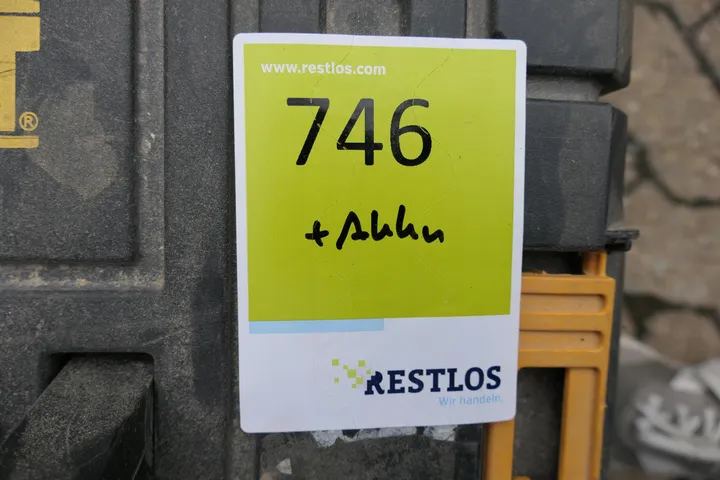 T®
www.restlos.com
746
+ Akku
RESTLOS
Wir handeln.